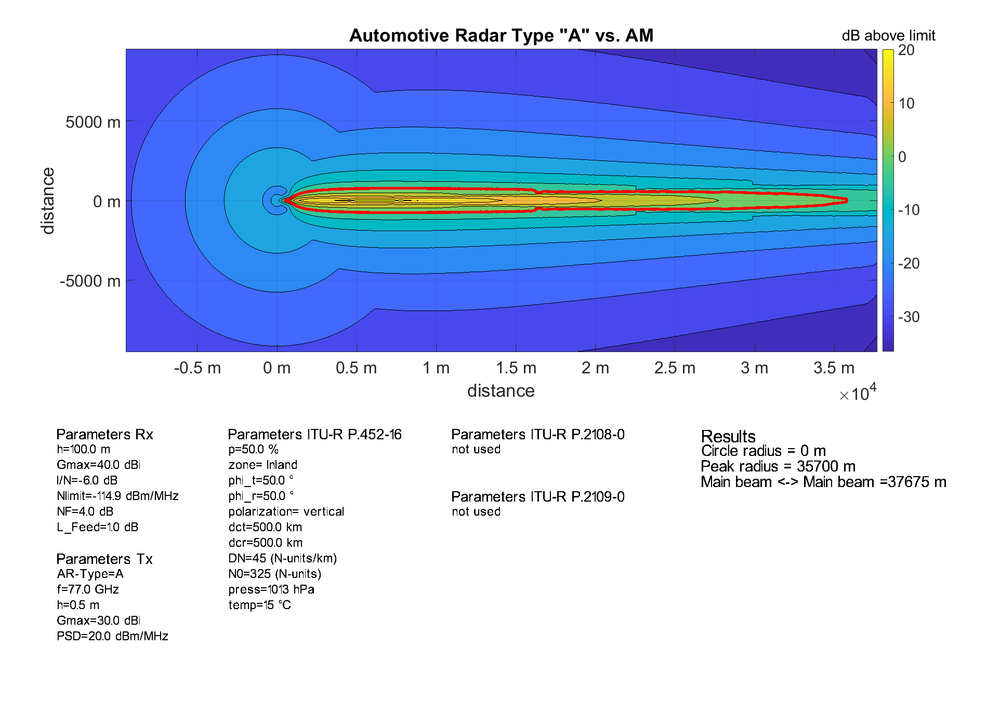 Automotive Radar Type "A" vs. AM
dB above limit
20
10
0
-10
-20
-30
distance
5000 m
0 m
-5000 m
-0.5 m
0 m
0.5 m
1 m
1.5 m
2 m
2.5 m
3 m
3.5 m
distance
×10⁴
Parameters Rx
h=100.0 m
Gmax=40.0 dBi
I/N=-6.0 dB
Nlimit=-114.9 dBm/MHz
NF=4.0 dB
L_Feed=1.0 dB
Parameters Tx
AR-Type=A
f=77.0 GHz
h=0.5 m
Gmax=30.0 dBi
PSD=20.0 dBm/MHz
Parameters ITU-R P.452-16
p=50.0 %
zone= Inland
phi_t=50.0 °
phi_r=50.0 °
polarization= vertical
dct=500.0 km
dcr=500.0 km
DN=45 (N-units/km)
N0=325 (N-units)
press=1013 hPa
temp=15 °C
Parameters ITU-R P.2108-0
not used
Parameters ITU-R P.2109-0
not used
Results
Circle radius = 0 m
Peak radius = 35700 m
Main beam <-> Main beam =37675 m